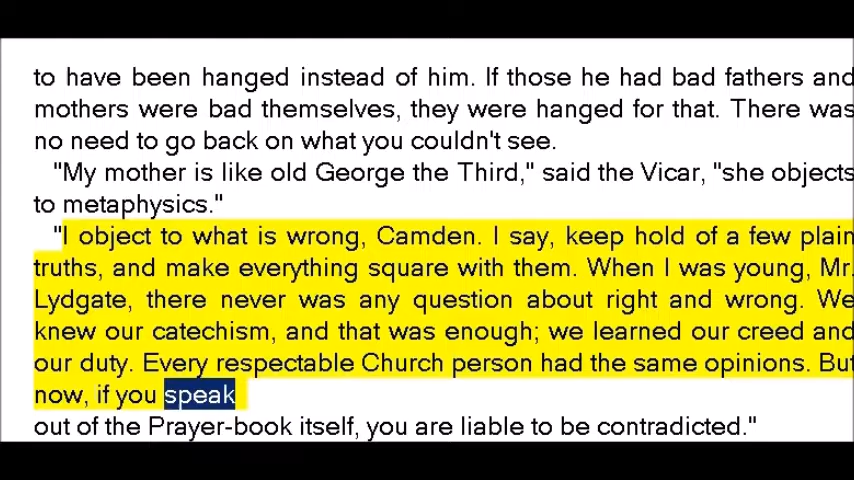 to have been hanged instead of him. If those he had bad fathers and
mothers were bad themselves, they were hanged for that. There was
no need to go back on what you couldn't see.
"My mother is like old George the Third," said the Vicar, "she objects
to metaphysics."
"I object to what is wrong, Camden. I say, keep hold of a few plain
truths, and make everything square with them. When I was young, Mr.
Lydgate, there never was any question about right and wrong. We
knew our catechism, and that was enough; we learned our creed and
our duty. Every respectable Church person had the same opinions. But
now, if you speak
out of the Prayer-book itself, you are liable to be contradicted."